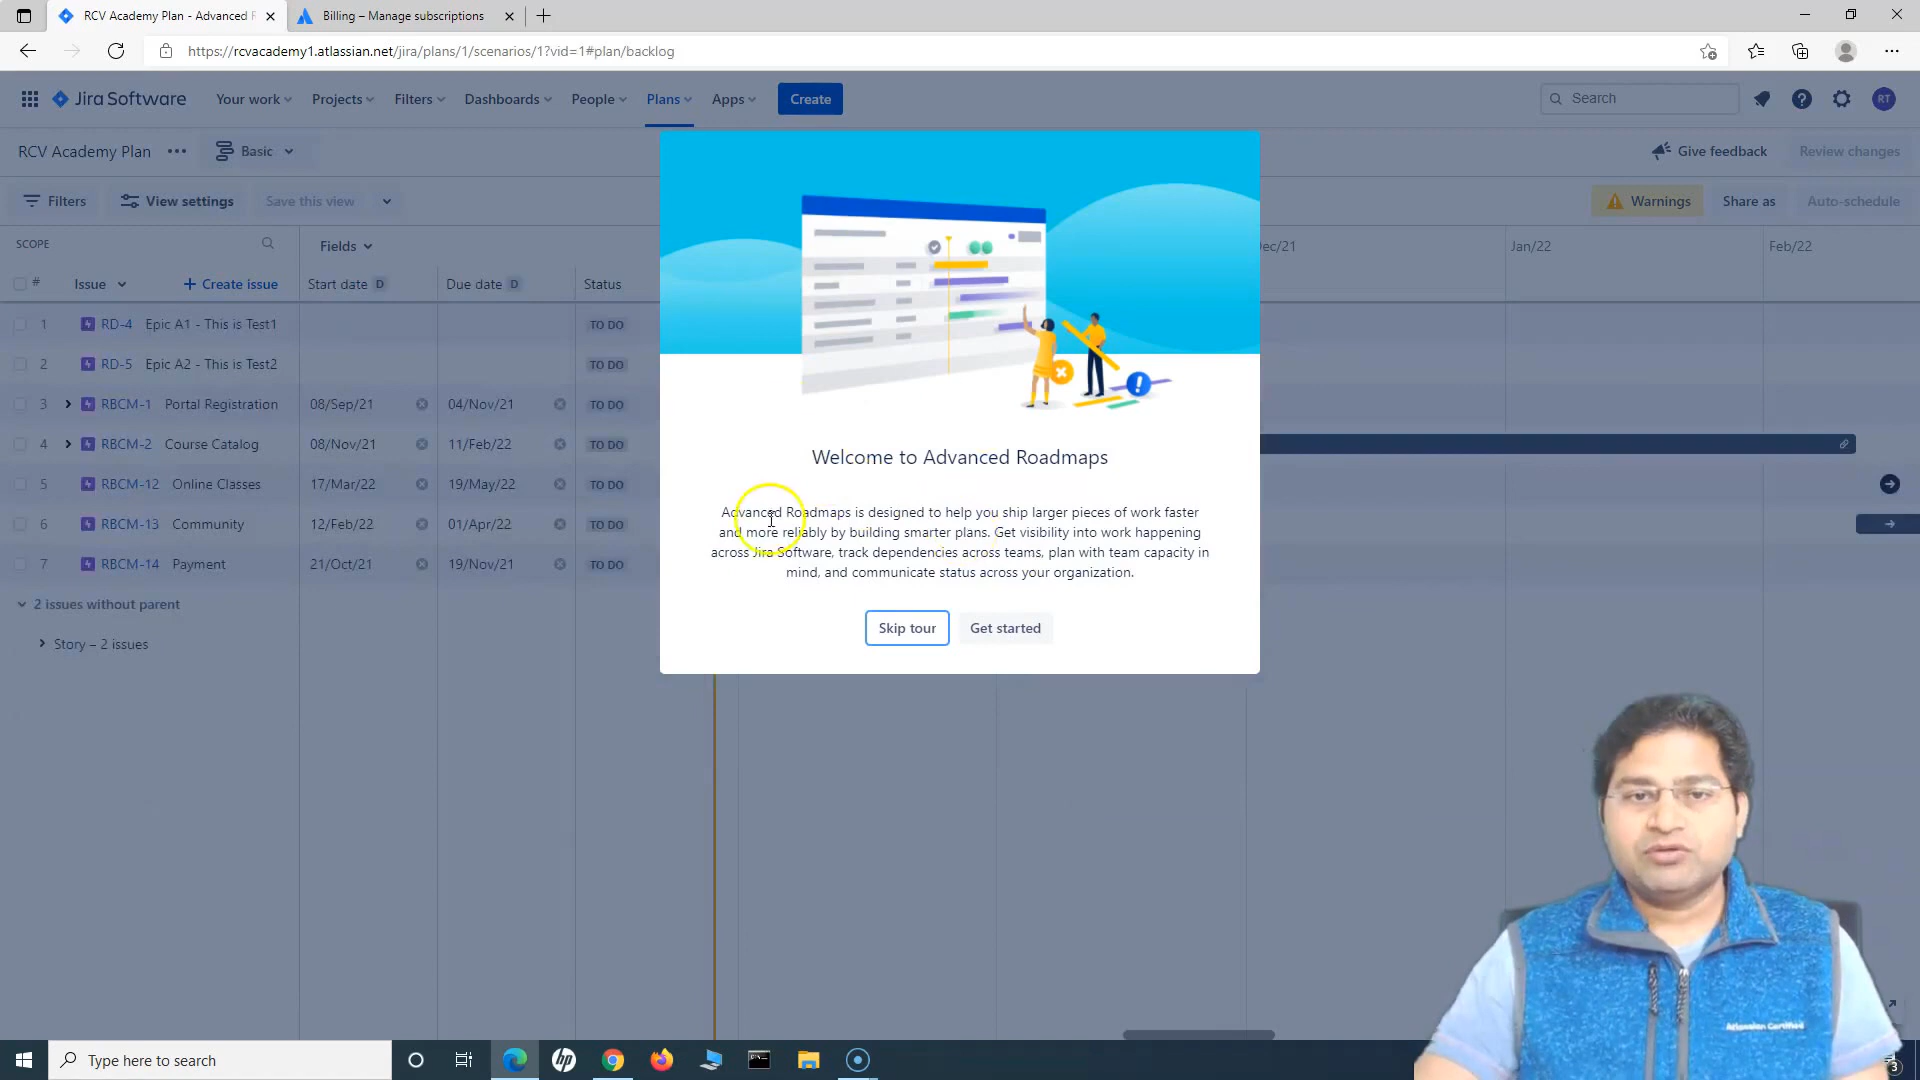 RCV Academy Plan - Advanced R
Billing – Manage subscriptions
https://rcvacademy1.atlassian.net/jira/plans/1/scenarios/1?vid=1#plan/backlog
Jira Software
Your work
Projects
Filters
Dashboards
People
Plans
Apps
Create
Search
RT
RCV Academy Plan
Basic
Give feedback
Review changes
Filters
View settings
Save this view
Warnings
Share as
Auto-schedule
SCOPE
Fields
Dec/21
Jan/22
Feb/22
# Issue
+ Create issue
Start date D
Due date D
Status
1 RD-4 Epic A1 - This is Test1 TO DO
2 RD-5 Epic A2 - This is Test2 TO DO
3 RBCM-1 Portal Registration 08/Sep/21 04/Nov/21 TO DO
4 RBCM-2 Course Catalog 08/Nov/21 11/Feb/22 TO DO
5 RBCM-12 Online Classes 17/Mar/22 19/May/22 TO DO
6 RBCM-13 Community 12/Feb/22 01/Apr/22 TO DO
7 RBCM-14 Payment 21/Oct/21 19/Nov/21 TO DO
2 issues without parent
Story – 2 issues
Welcome to Advanced Roadmaps
Advanced Roadmaps is designed to help you ship larger pieces of work faster
and more reliably by building smarter plans. Get visibility into work happening
across Jira Software, track dependencies across teams, plan with team capacity in
mind, and communicate status across your organization.
Skip tour
Get started
Atlassian Certified
Type here to search
hp
3